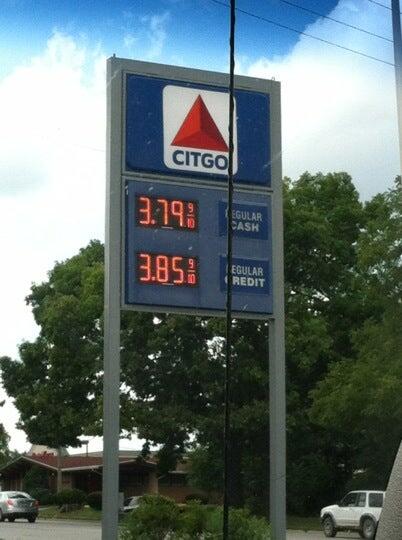 CITGO
3.79 9/10 REGULAR
CASH
3.85 9/10 REGULAR
CREDIT